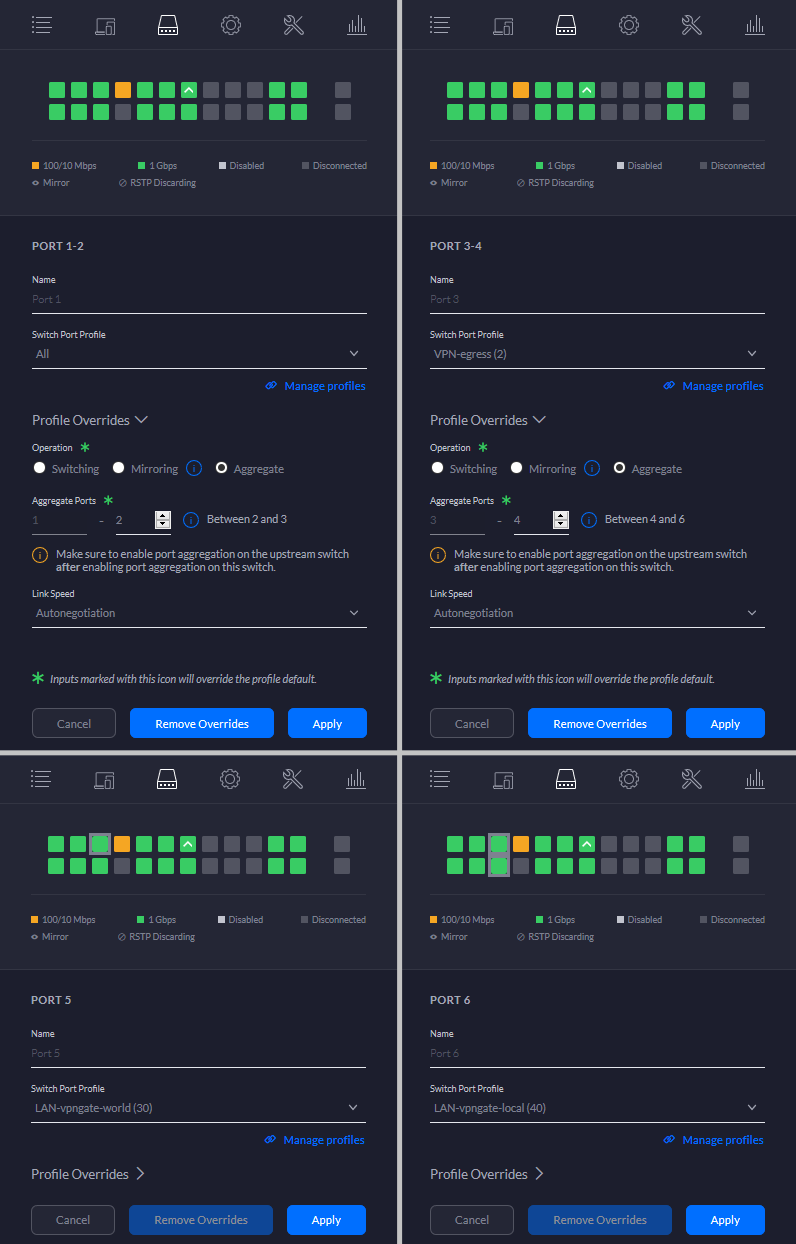 100/10 Mbps 1 Gbps Disabled Disconnected
Mirror RSTP Discarding
PORT 1-2
Name
Port 1
Switch Port Profile
All
Manage profiles
Profile Overrides
Operation
Switching Mirroring Aggregate
Aggregate Ports
1 - 2 Between 2 and 3
Make sure to enable port aggregation on the upstream switch
after enabling port aggregation on this switch.
Link Speed
Autonegotiation
Inputs marked with this icon will override the profile default.
Cancel Remove Overrides Apply
100/10 Mbps 1 Gbps Disabled Disconnected
Mirror RSTP Discarding
PORT 3-4
Name
Port 3
Switch Port Profile
VPN-egress (2)
Manage profiles
Profile Overrides
Operation
Switching Mirroring Aggregate
Aggregate Ports
3 - 4 Between 4 and 6
Make sure to enable port aggregation on the upstream switch
after enabling port aggregation on this switch.
Link Speed
Autonegotiation
Inputs marked with this icon will override the profile default.
Cancel Remove Overrides Apply
100/10 Mbps 1 Gbps Disabled Disconnected
Mirror RSTP Discarding
PORT 5
Name
Port 5
Switch Port Profile
LAN-vpngate-world (30)
Manage profiles
Profile Overrides
Cancel Remove Overrides Apply
100/10 Mbps 1 Gbps Disabled Disconnected
Mirror RSTP Discarding
PORT 6
Name
Port 6
Switch Port Profile
LAN-vpngate-local (40)
Manage profiles
Profile Overrides
Cancel Remove Overrides Apply